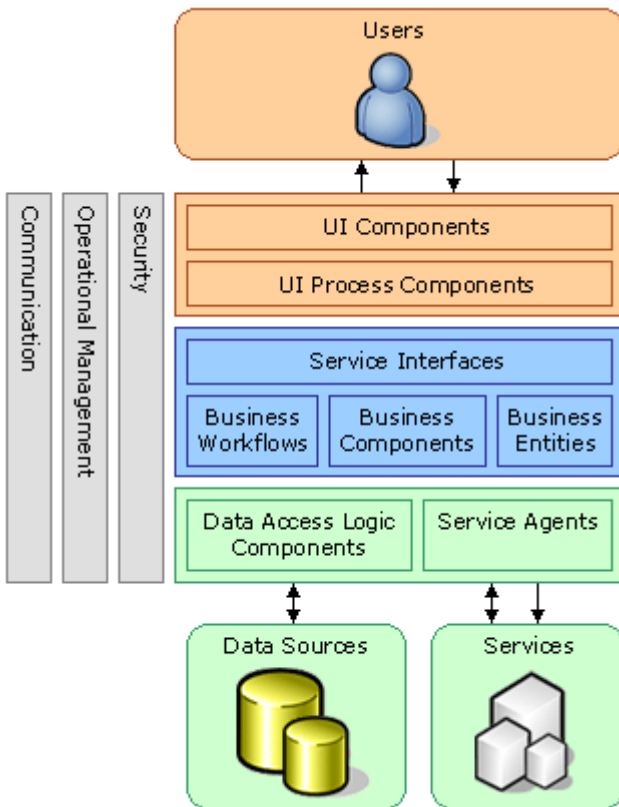 Users
Communication
Operational Management
Security
UI Components
UI Process Components
Service Interfaces
Business
Workflows
Business
Components
Business
Entities
Data Access Logic
Components
Service Agents
Data Sources
Services